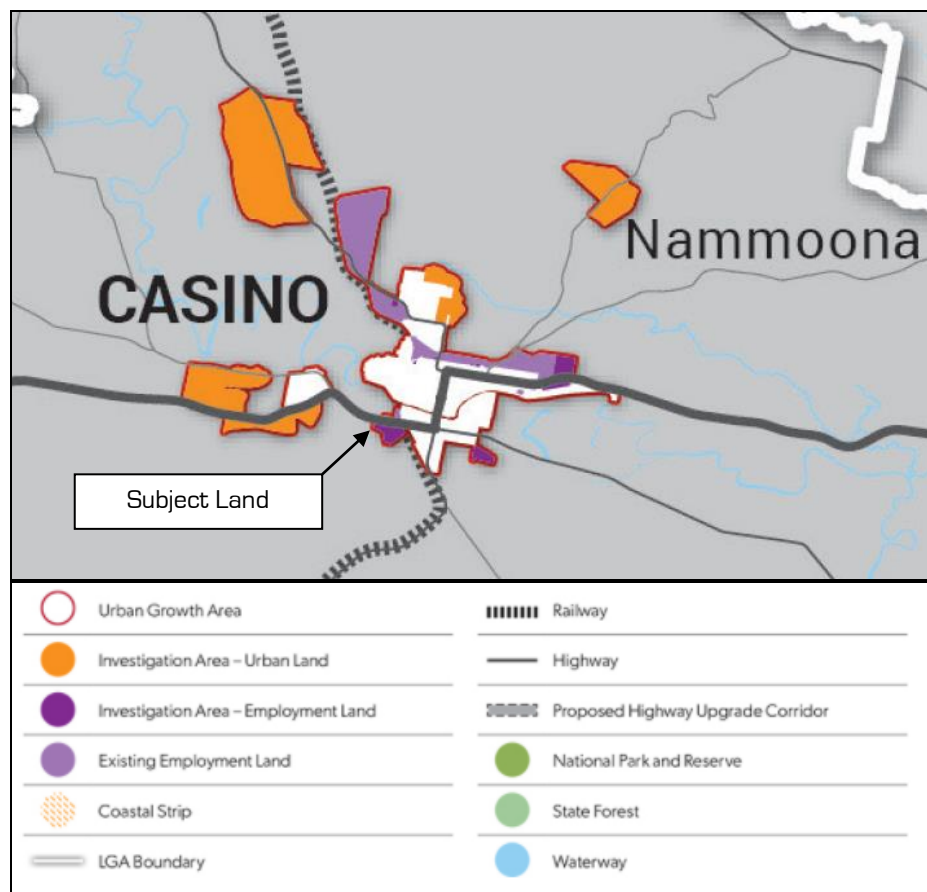 Nammoona
CASINO
Subject Land
Urban Growth Area
Railway
Investigation Area – Urban Land
Highway
Investigation Area – Employment Land
Proposed Highway Upgrade Corridor
Existing Employment Land
National Park and Reserve
Coastal Strip
State Forest
LGA Boundary
Waterway